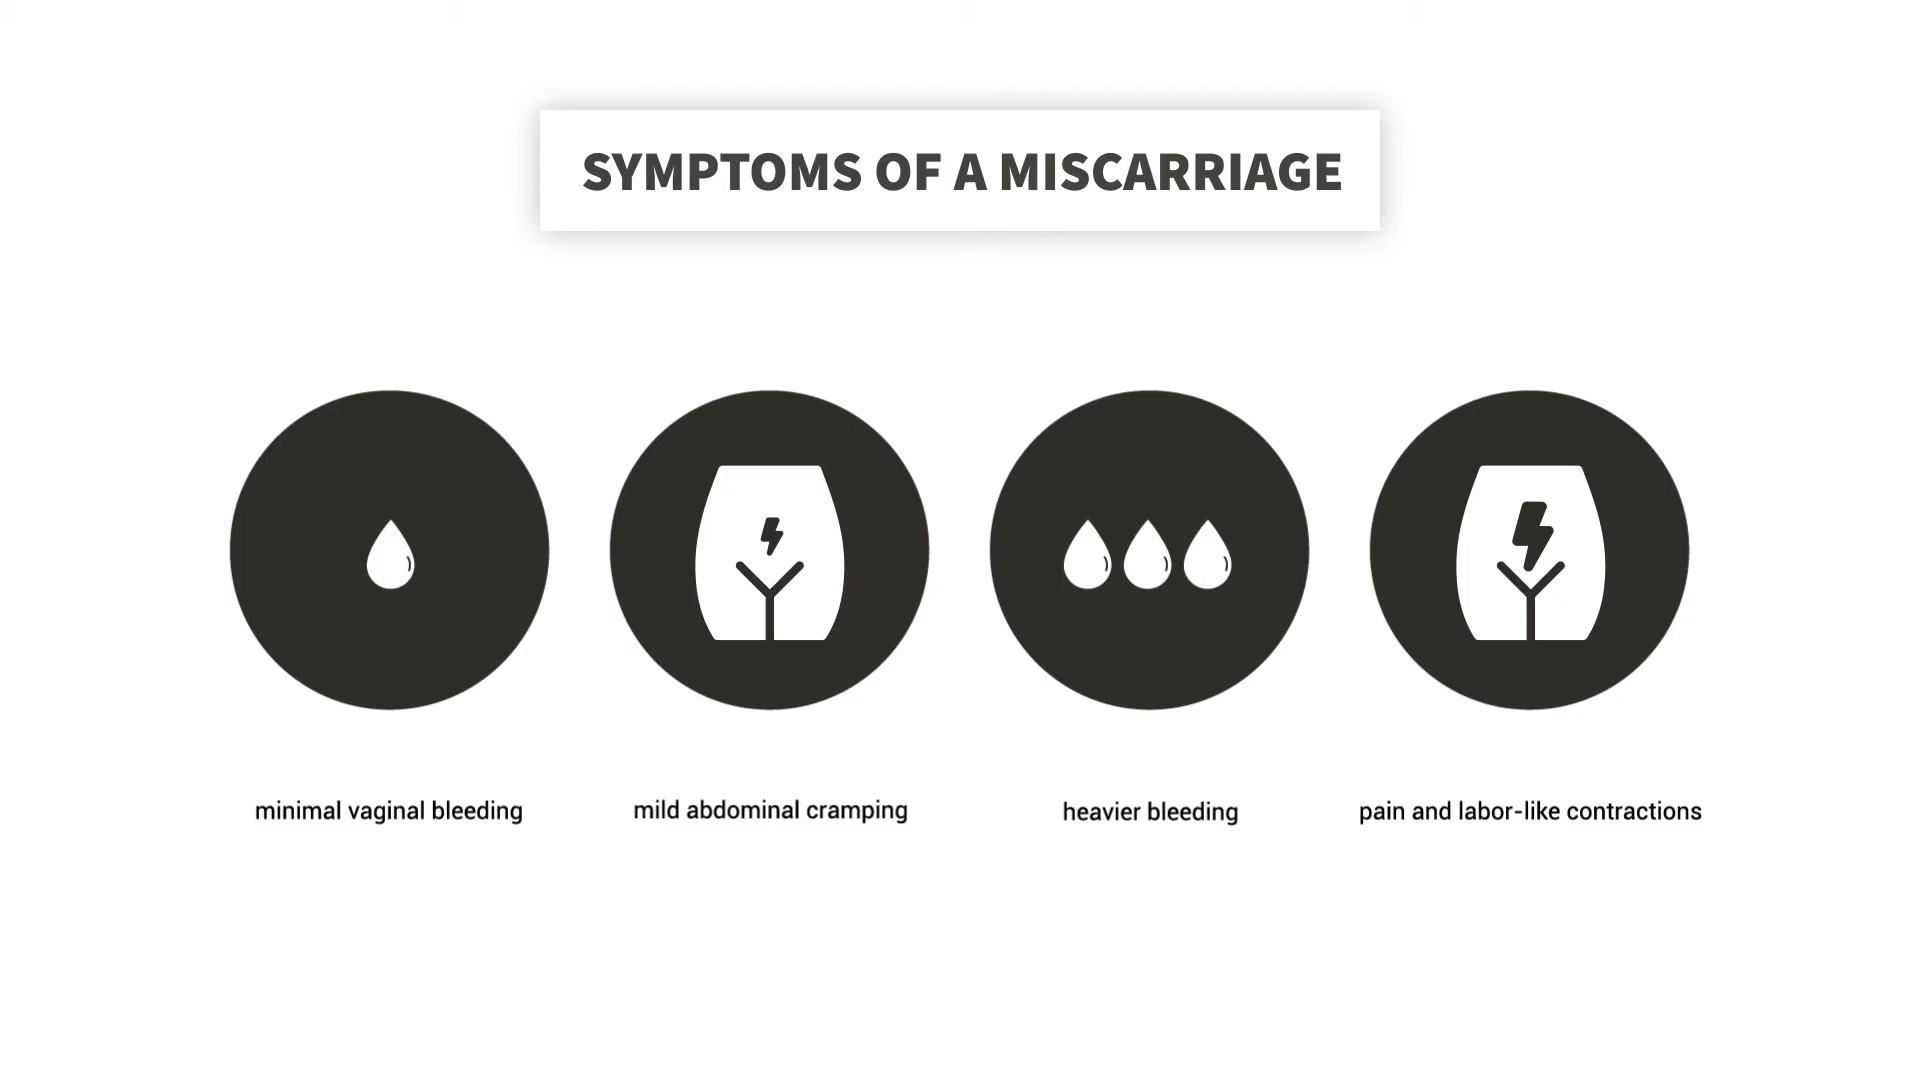 SYMPTOMS OF A MISCARRIAGE
minimal vaginal bleeding
mild abdominal cramping
heavier bleeding
pain and labor-like contractions